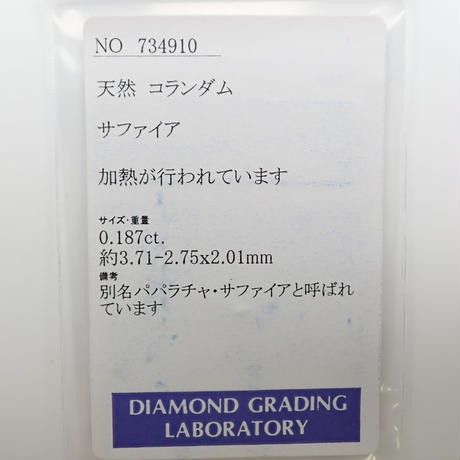 NO 734910
天然 コランダム
サファイア
加熱が行われています
サイズ・重量
0.187ct.
約3.71-2.75x2.01mm
備考
別名パパラチャ・サファイアと呼ばれ
ています
DIAMOND GRADING
LABORATORY